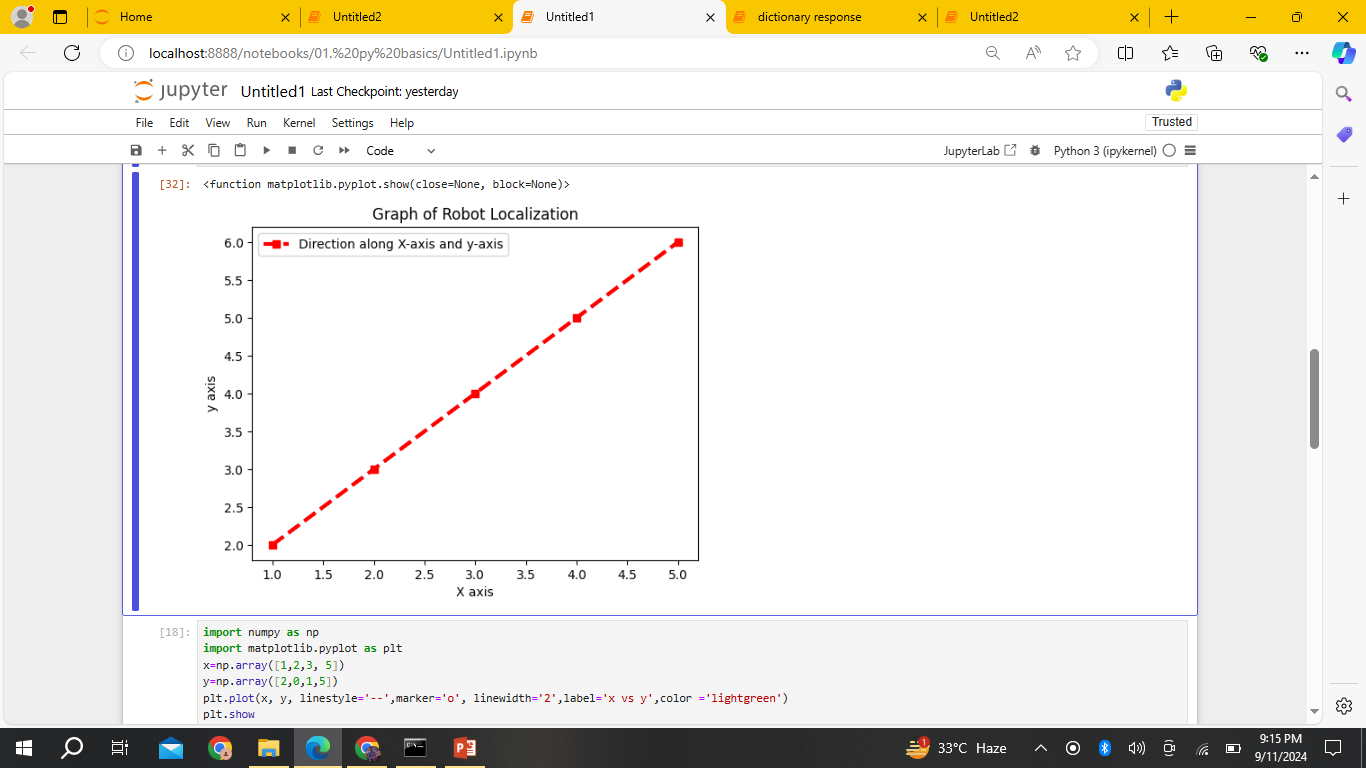 Home
Untitled2
Untitled1
dictionary response
Untitled2
localhost:8888/notebooks/01.%20py%20basics/Untitled1.ipynb
jupyter Untitled1 Last Checkpoint: yesterday
File Edit View Run Kernel Settings Help
Trusted
Code
JupyterLab
Python 3 (ipykernel)
[32]: <function matplotlib.pyplot.show(close=None, block=None)>
Graph of Robot Localization
Direction along X-axis and y-axis
6.0
5.5
5.0
4.5
4.0
3.5
3.0
2.5
2.0
y axis
1.0 1.5 2.0 2.5 3.0 3.5 4.0 4.5 5.0
X axis
[18]: import numpy as np
import matplotlib.pyplot as plt
x=np.array([1,2,3, 5])
y=np.array([2,0,1,5])
plt.plot(x, y, linestyle='--',marker='o', linewidth='2',label='x vs y',color ='lightgreen')
plt.show
1
33°C Haze
9:15 PM
9/11/2024